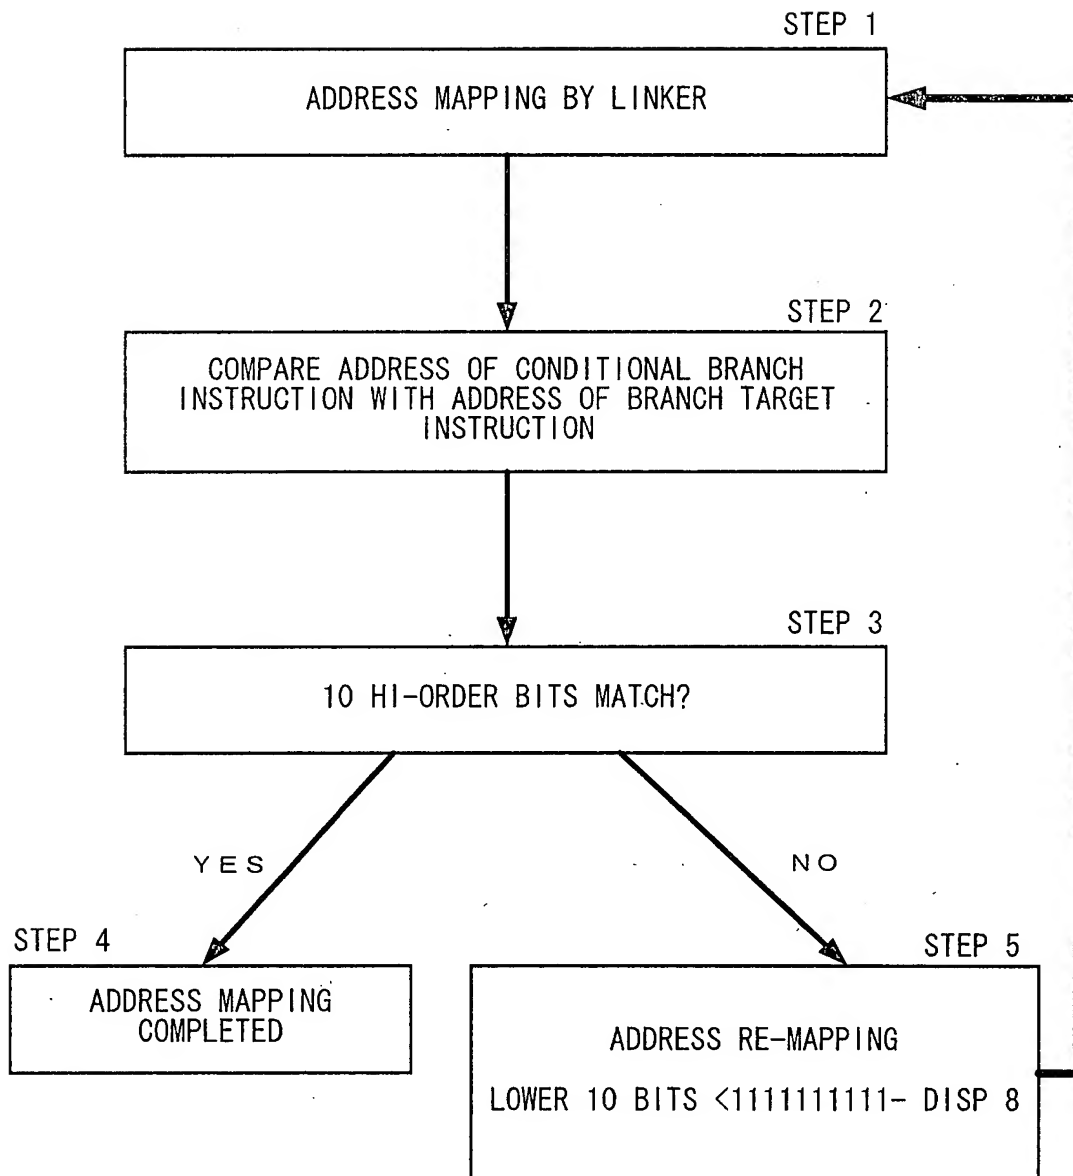 STEP 1
ADDRESS MAPPING BY LINKER
STEP 2
COMPARE ADDRESS OF CONDITIONAL BRANCH
INSTRUCTION WITH ADDRESS OF BRANCH TARGET
INSTRUCTION
STEP 3
10 HI-ORDER BITS MATCH?
YES
NO
STEP 4
ADDRESS MAPPING
COMPLETED
STEP 5
ADDRESS RE-MAPPING
LOWER 10 BITS <1111111111- DISP 8